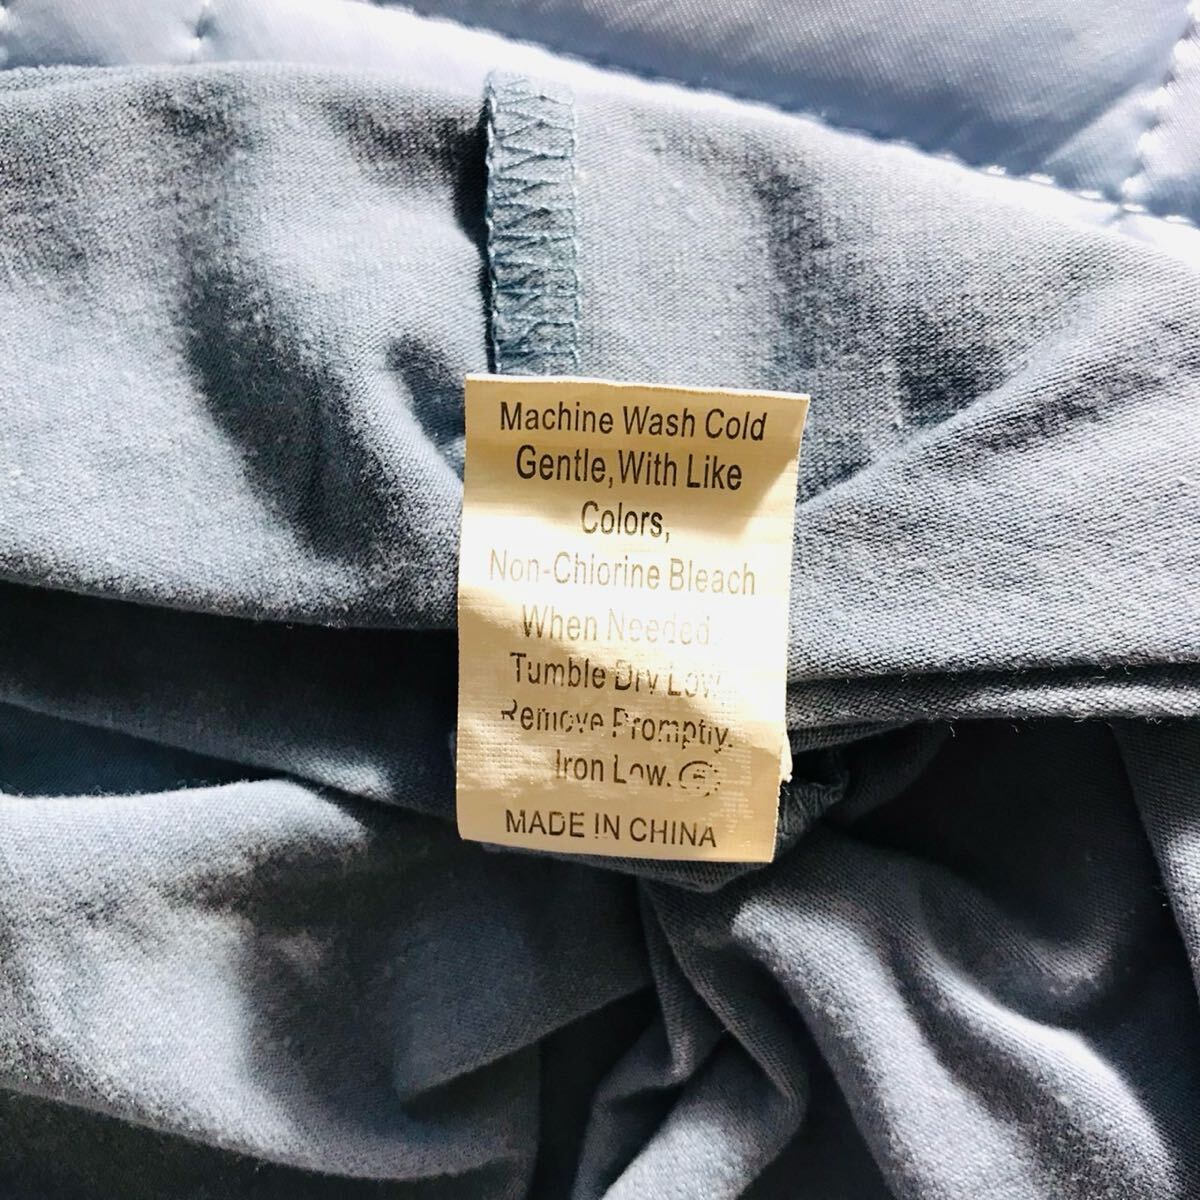 Machine Wash Cold
Gentle,With Like
Colors,
Non-Chlorine Bleach
When Needed.
Tumble Dry Low.
Remove Promptly.
Iron Low.
MADE IN CHINA